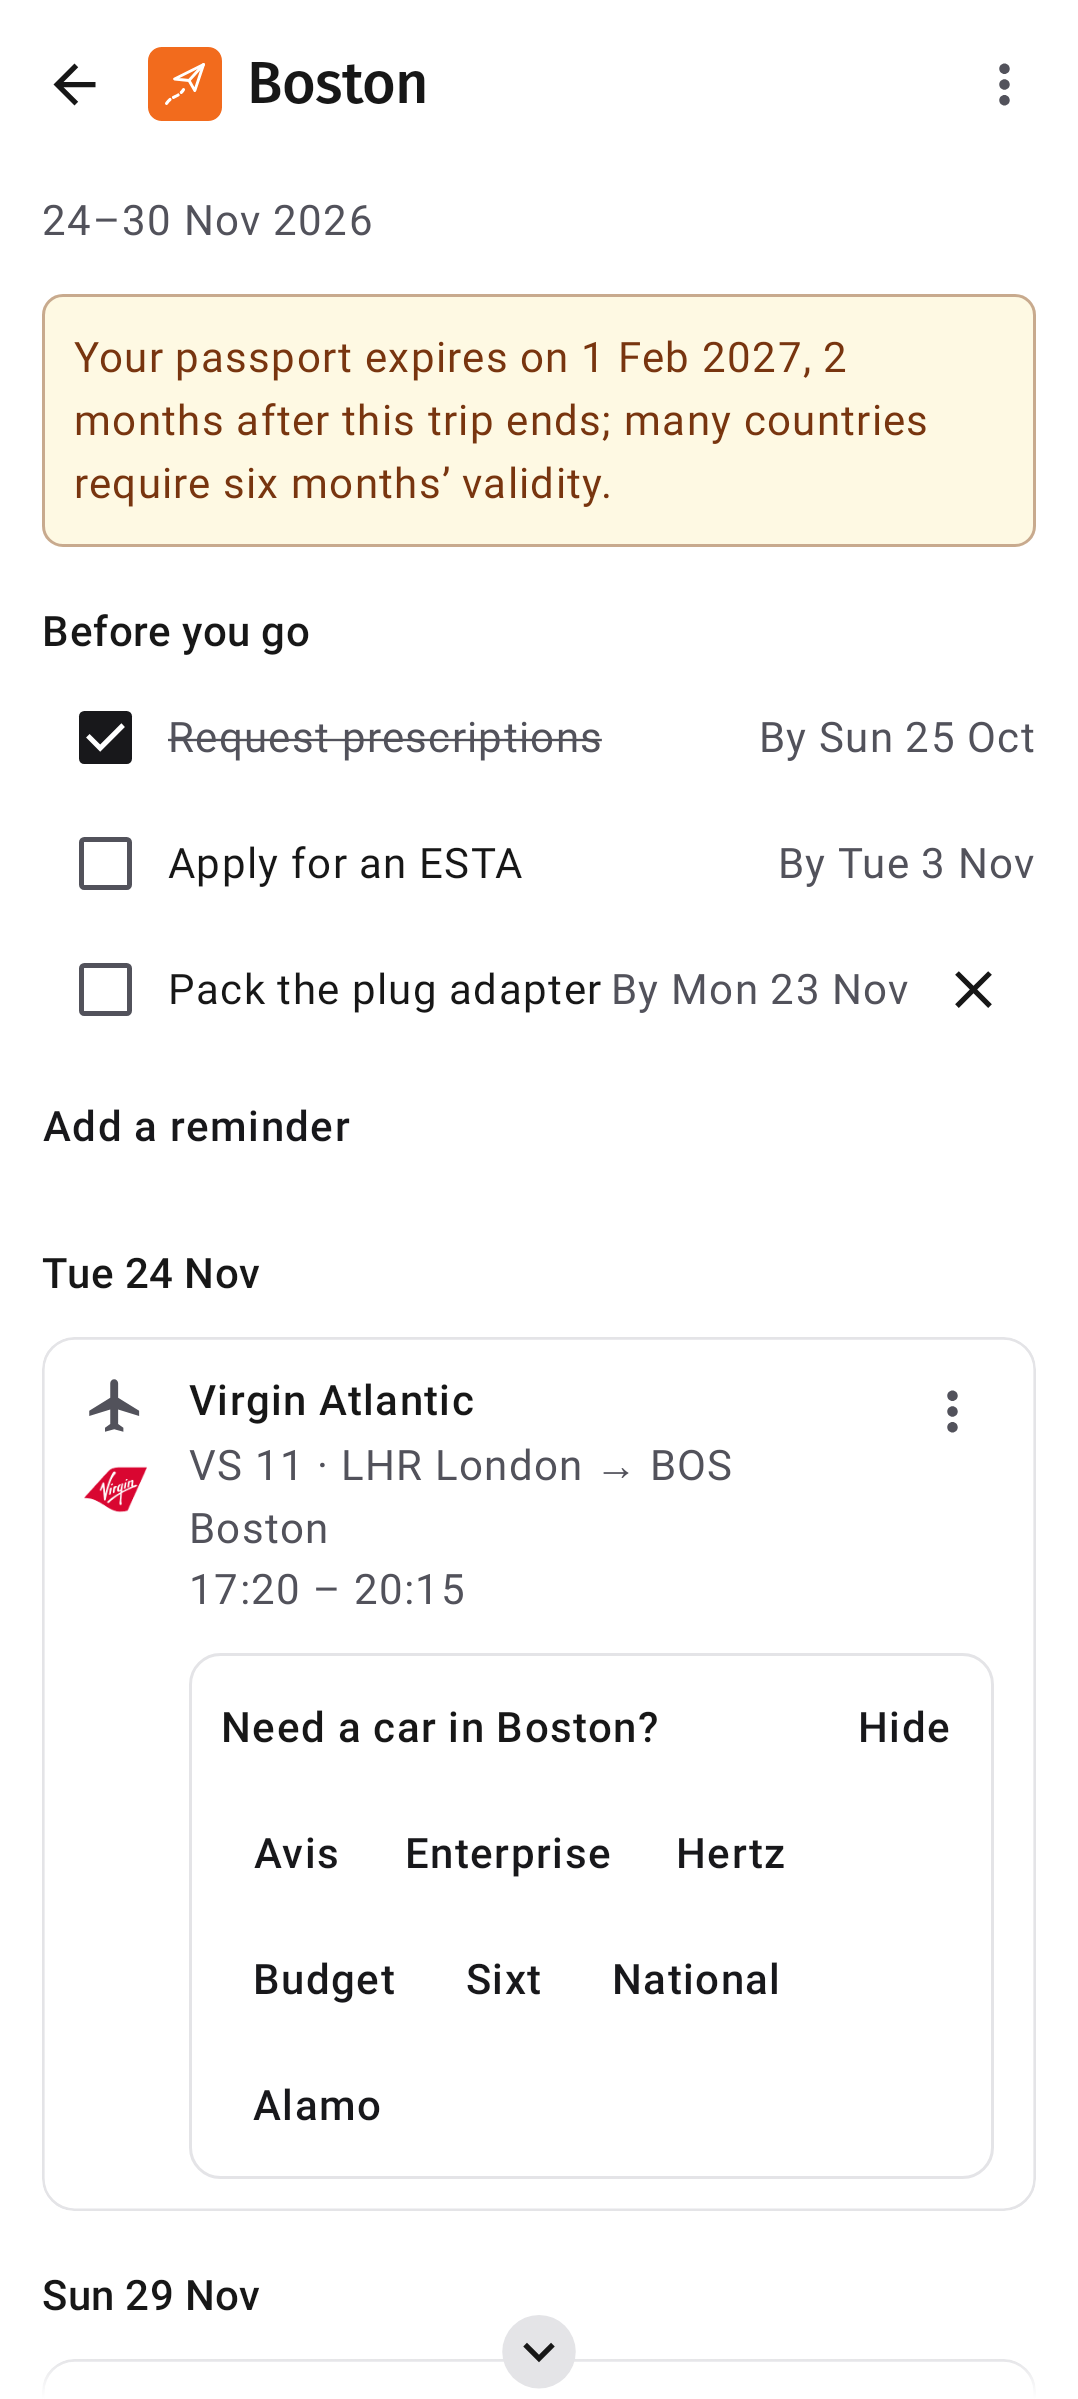 Boston
24–30 Nov 2026
Your passport expires on 1 Feb 2027, 2
months after this trip ends; many countries
require six months’ validity.
Before you go
Request prescriptions By Sun 25 Oct
Apply for an ESTA By Tue 3 Nov
Pack the plug adapter By Mon 23 Nov
Add a reminder
Tue 24 Nov
Virgin Atlantic
VS 11 · LHR London → BOS
Virgin
Boston
17:20 – 20:15
Need a car in Boston? Hide
Avis Enterprise Hertz
Budget Sixt National
Alamo
Sun 29 Nov